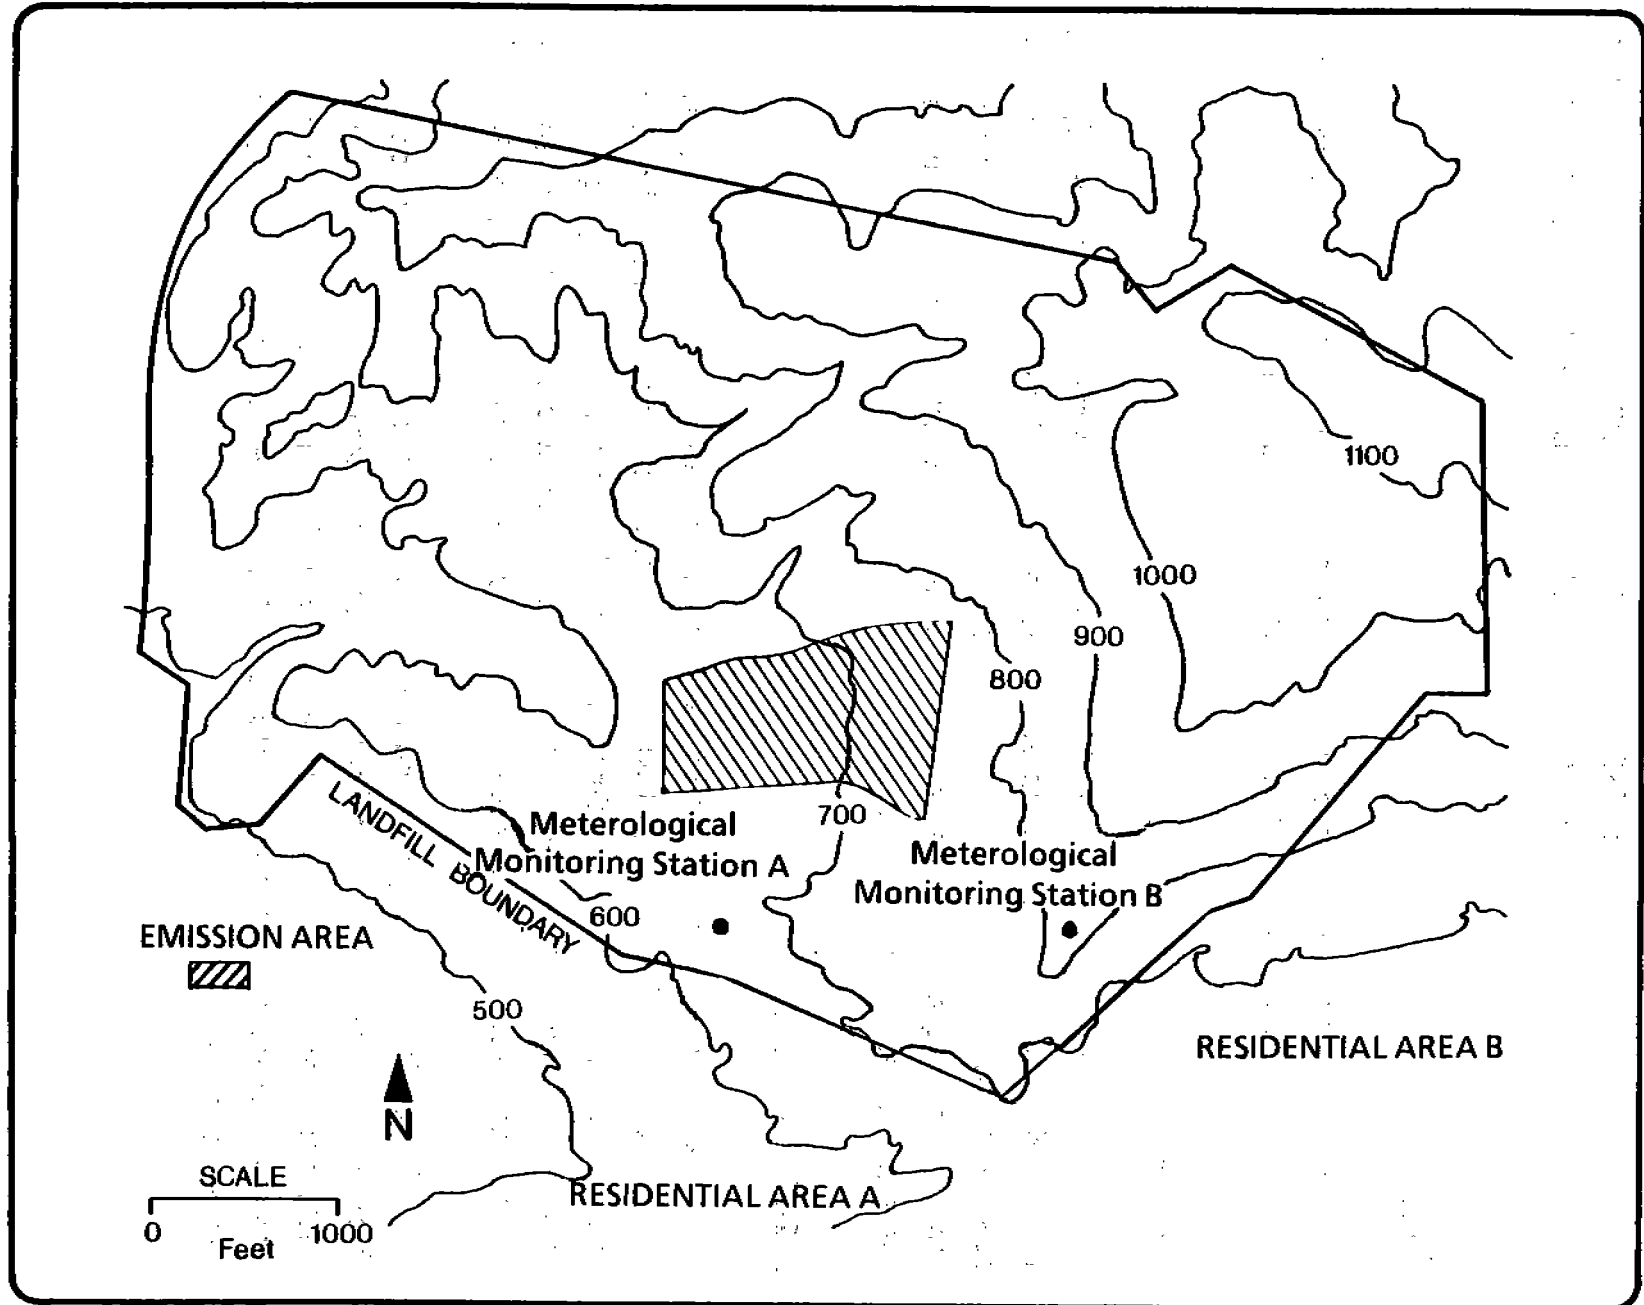 1100
1000
900
800
700
Meterological
Monitoring Station A
Meterological
Monitoring Station B
LANDFILL BOUNDARY
600
EMISSION AREA
500
RESIDENTIAL AREA B
N
SCALE
0 1000
Feet
RESIDENTIAL AREA A